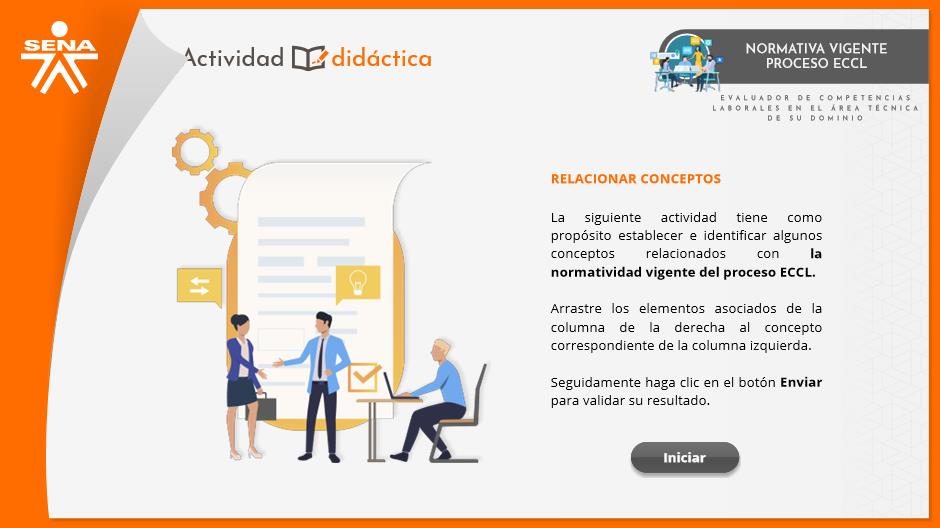 SENA
Actividad didáctica
NORMATIVA VIGENTE
PROCESO ECCL
EVALUADOR DE COMPETENCIAS
LABORALES EN EL ÁREA TÉCNICA
DE SU DOMINIO
RELACIONAR CONCEPTOS
La siguiente actividad tiene como
propósito establecer e identificar algunos
conceptos relacionados con la
normatividad vigente del proceso ECCL.
Arrastre los elementos asociados de la
columna de la derecha al concepto
correspondiente de la columna izquierda.
Seguidamente haga clic en el botón Enviar
para validar su resultado.
Iniciar